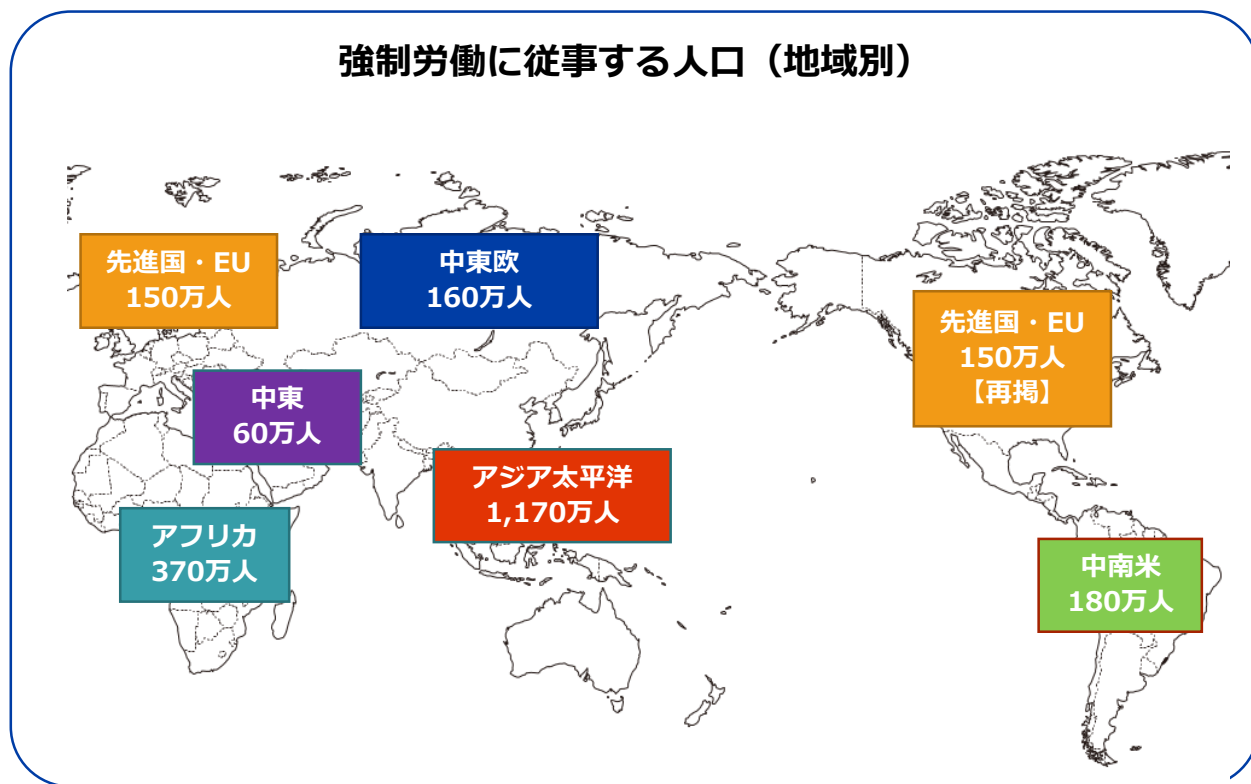 強制労働に従事する人口（地域別）
先進国・EU
150万人
中東欧
160万人
先進国・EU
150万人
【再掲】
中東
60万人
アジア太平洋
1,170万人
アフリカ
370万人
中南米
180万人